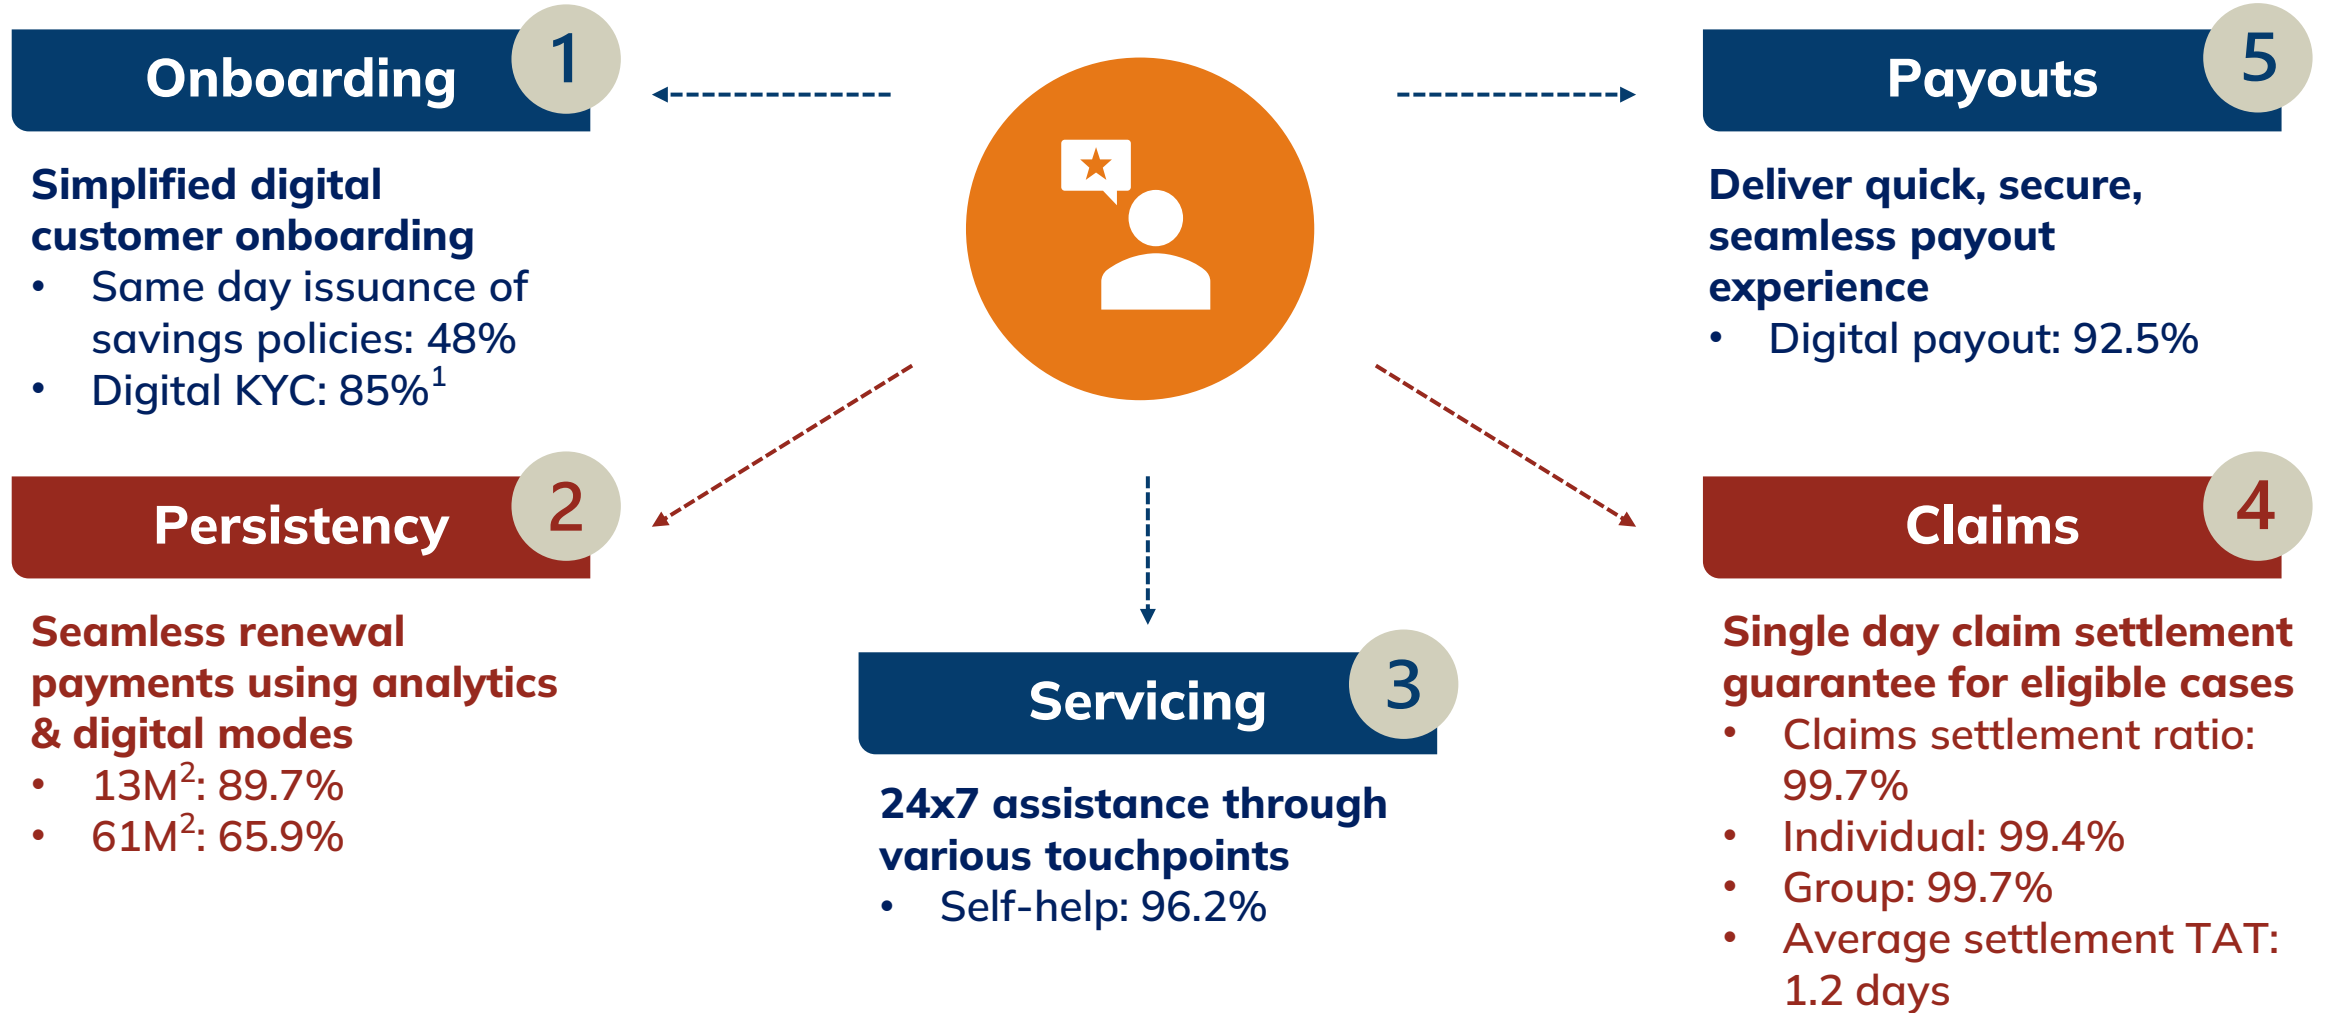 Onboarding
1
Simplified digital
customer onboarding
• Same day issuance of
savings policies: 48%
• Digital KYC: 85%¹
Persistency
2
Seamless renewal
payments using analytics
& digital modes
• 13M²: 89.7%
• 61M²: 65.9%
Servicing
3
24x7 assistance through
various touchpoints
• Self-help: 96.2%
Claims
4
Single day claim settlement
guarantee for eligible cases
• Claims settlement ratio:
99.7%
• Individual: 99.4%
• Group: 99.7%
• Average settlement TAT:
1.2 days
Payouts
5
Deliver quick, secure,
seamless payout
experience
• Digital payout: 92.5%